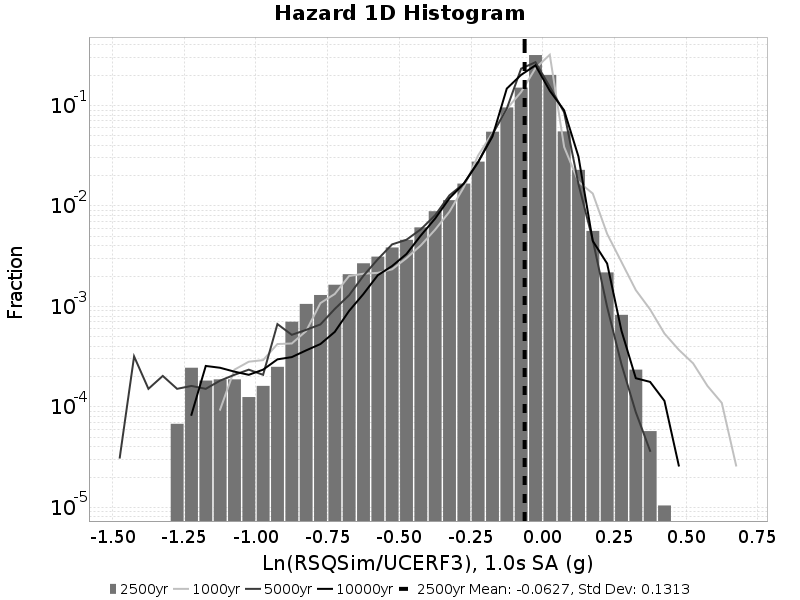 Hazard 1D Histogram
Fraction
10-1
10-2
10-3
10-4
10-5
-1.50 -1.25 -1.00 -0.75 -0.50 -0.25 0.00 0.25 0.50 0.75
Ln(RSQSim/UCERF3), 1.0s SA (g)
2500yr 1000yr 5000yr 10000yr 2500yr Mean: -0.0627, Std Dev: 0.1313